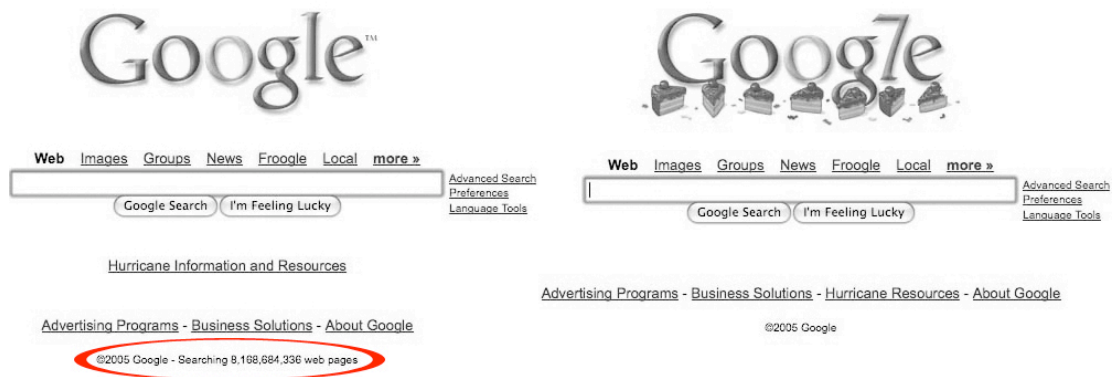 Google™
Web Images Groups News Froogle Local more »
Advanced Search
Preferences
Language Tools
Google Search I'm Feeling Lucky
Hurricane Information and Resources
Advertising Programs - Business Solutions - About Google
©2005 Google - Searching 8,168,684,336 web pages
Goog7e
Web Images Groups News Froogle Local more »
Advanced Search
Preferences
Language Tools
Google Search I'm Feeling Lucky
Advertising Programs - Business Solutions - Hurricane Resources - About Google
©2005 Google